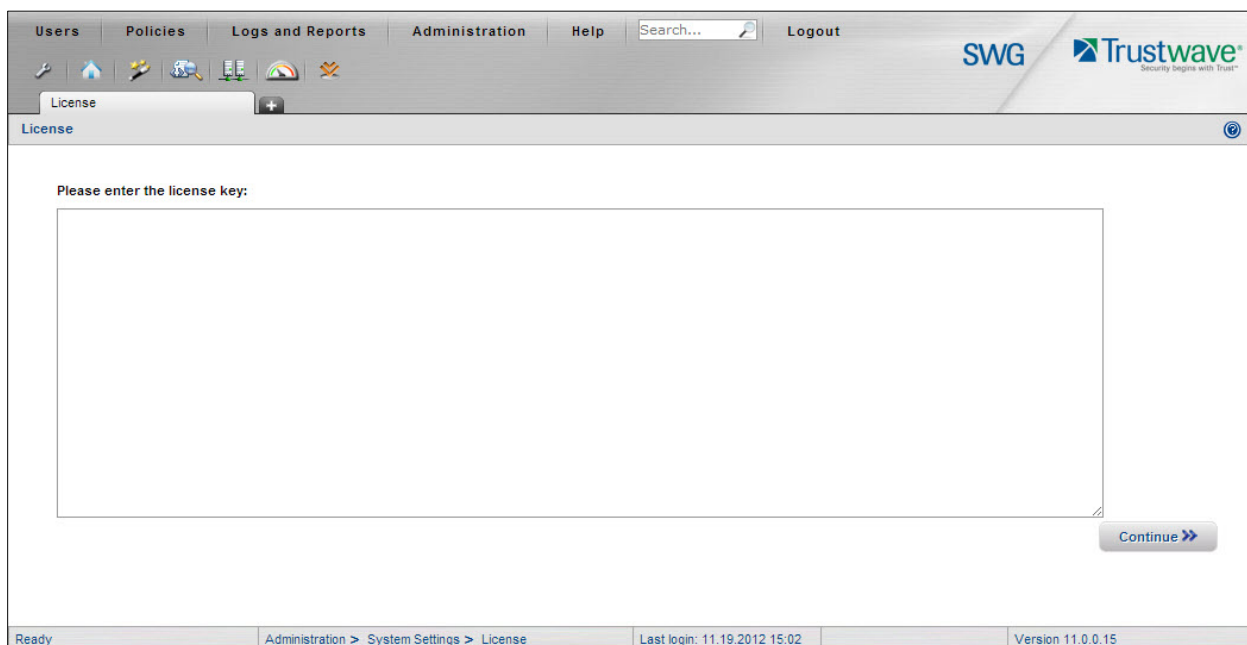 Users Policies Logs and Reports Administration Help Search... Logout
SWG Trustwave®
Security begins with Trust™
License
License
Please enter the license key:
Continue
Ready Administration > System Settings > License Last login: 11.19.2012 15:02 Version 11.0.0.15